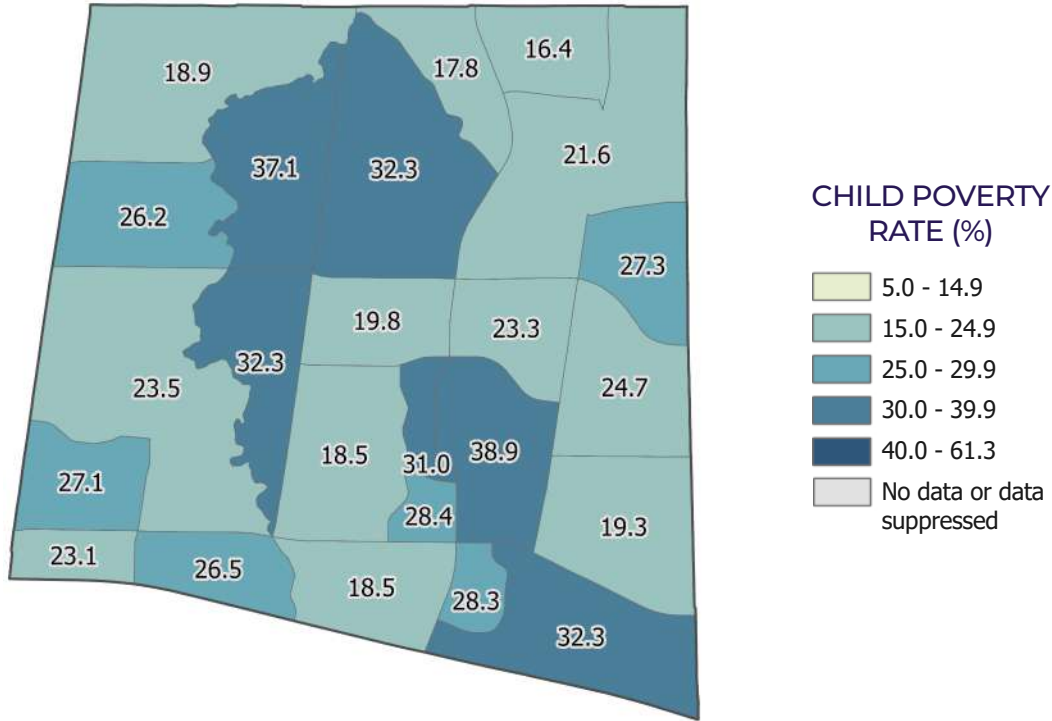 18.9
17.8
16.4
37.1
32.3
21.6
26.2
27.3
19.8
23.3
32.3
23.5
24.7
18.5
31.0
38.9
27.1
28.4
19.3
23.1
26.5
18.5
28.3
32.3
CHILD POVERTY
RATE (%)
5.0 - 14.9
15.0 - 24.9
25.0 - 29.9
30.0 - 39.9
40.0 - 61.3
No data or data
suppressed